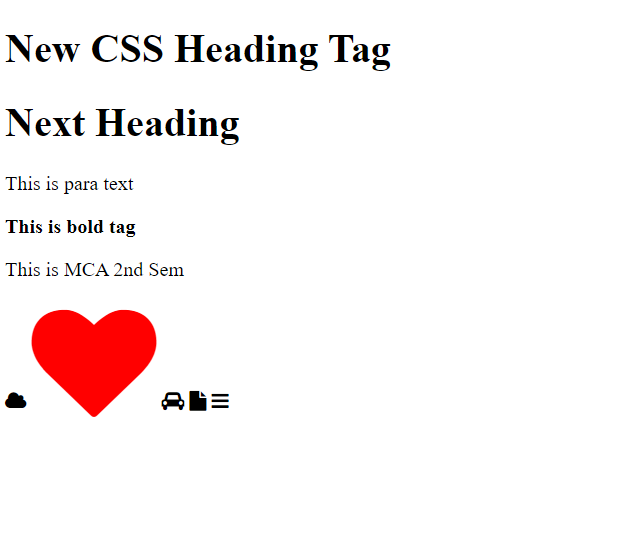 New CSS Heading Tag
Next Heading
This is para text
This is bold tag
This is MCA 2nd Sem